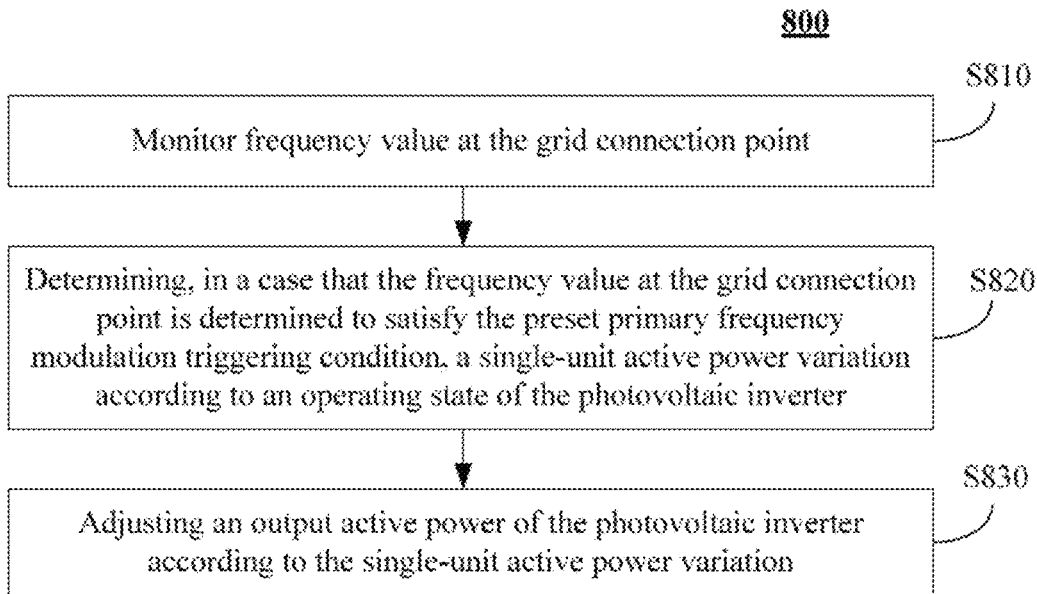 800
S810
Monitor frequency value at the grid connection point
Determining, in a case that the frequency value at the grid connection
point is determined to satisfy the preset primary frequency
modulation triggering condition, a single-unit active power variation
according to an operating state of the photovoltaic inverter
S820
Adjusting an output active power of the photovoltaic inverter
according to the single-unit active power variation
S830